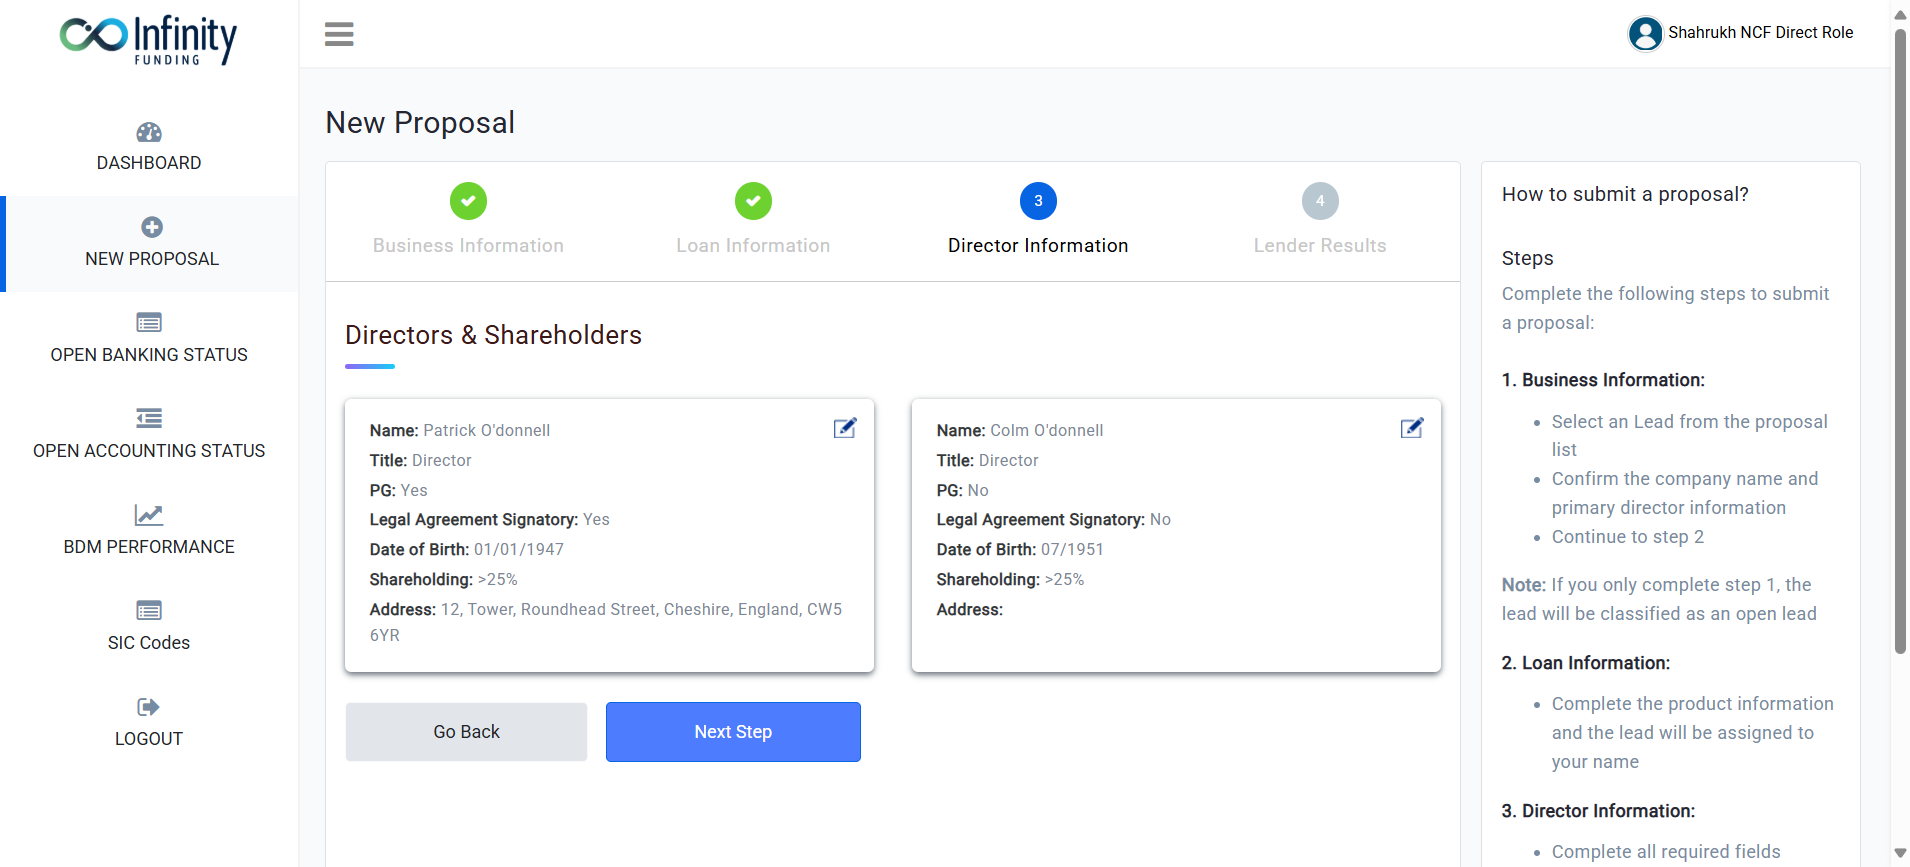 Infinity
FUNDING
Shahrukh NCF Direct Role
DASHBOARD
NEW PROPOSAL
OPEN BANKING STATUS
OPEN ACCOUNTING STATUS
BDM PERFORMANCE
SIC Codes
LOGOUT
New Proposal
3
4
Business Information
Loan Information
Director Information
Lender Results
Directors & Shareholders
Name: Patrick O'donnell
Title: Director
PG: Yes
Legal Agreement Signatory: Yes
Date of Birth: 01/01/1947
Shareholding: >25%
Address: 12, Tower, Roundhead Street, Cheshire, England, CW5
6YR
Name: Colm O'donnell
Title: Director
PG: No
Legal Agreement Signatory: No
Date of Birth: 07/1951
Shareholding: >25%
Address:
Go Back
Next Step
How to submit a proposal?
Steps
Complete the following steps to submit
a proposal:
1. Business Information:
• Select an Lead from the proposal
list
• Confirm the company name and
primary director information
• Continue to step 2
Note: If you only complete step 1, the
lead will be classified as an open lead
2. Loan Information:
• Complete the product information
and the lead will be assigned to
your name
3. Director Information:
• Complete all required fields